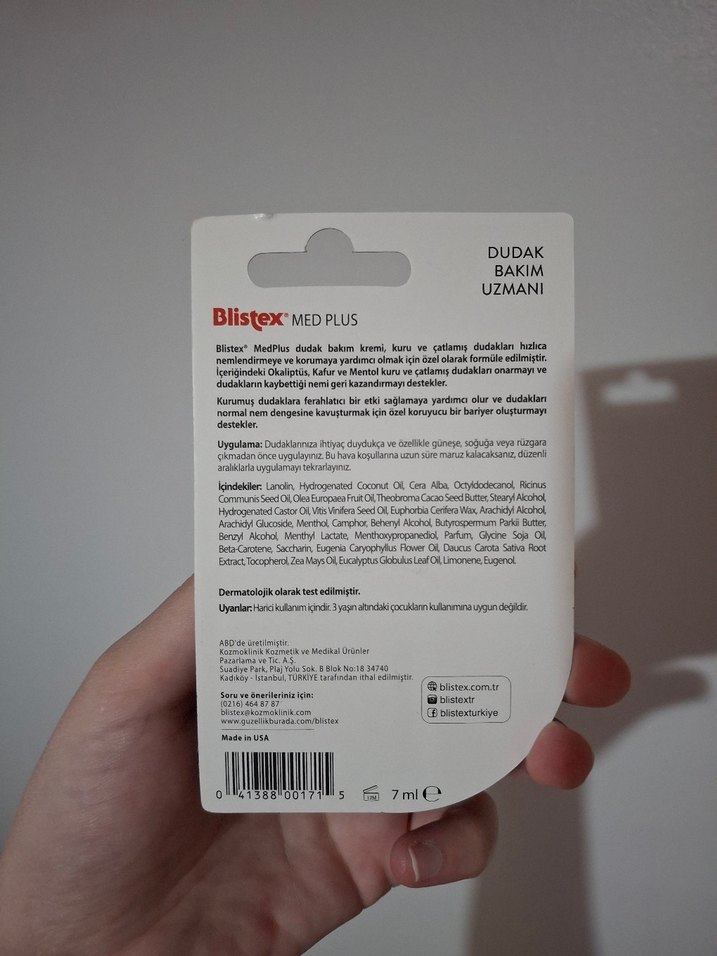 DUDAK
BAKIM
UZMANI
Blistex® MED PLUS
Blistex® MedPlus dudak bakım kremi, kuru ve çatlamış dudakları hızlıca
nemlendirmeye ve korumaya yardımcı olmak için özel olarak formüle edilmiştir.
İçeriğindeki Okaliptüs, Kafur ve Mentol kuru ve çatlamış dudakları onarmayı ve
dudakların kaybettiği nemi geri kazandırmayı destekler.
Kurumuş dudaklara ferahlatıcı bir etki sağlamaya yardımcı olur ve dudakları
normal nem dengesine kavuşturmak için özel koruyucu bir bariyer oluşturmayı
destekler.
Uygulama: Dudaklarınıza ihtiyaç duydukça ve özellikle güneşe, soğuğa veya rüzgara
çıkmadan önce uygulayınız. Bu hava koşullarına uzun süre maruz kalacaksanız, düzenli
aralıklarla uygulamayı tekrarlayınız.
İçindekiler: Lanolin, Hydrogenated Coconut Oil, Cera Alba, Octyldodecanol, Ricinus
Communis Seed Oil, Olea Europaea Fruit Oil, Theobroma Cacao Seed Butter, Stearyl Alcohol,
Hydrogenated Castor Oil, Vitis Vinifera Seed Oil, Euphorbia Cerifera Wax, Arachidyl Alcohol,
Arachidyl Glucoside, Menthol, Camphor, Behenyl Alcohol, Butyrospermum Parkii Butter,
Benzyl Alcohol, Menthyl Lactate, Menthoxypropanediol, Parfum, Glycine Soja Oil,
Beta-Carotene, Saccharin, Eugenia Caryophyllus Flower Oil, Daucus Carota Sativa Root
Extract, Tocopherol, Zea Mays Oil, Eucalyptus Globulus Leaf Oil, Limonene, Eugenol.
Dermatolojik olarak test edilmiştir.
Uyarılar: Harici kullanım içindir. 3 yaşın altındaki çocukların kullanımına uygun değildir.
ABD'de üretilmiştir.
Kozmoklinik Kozmetik ve Medikal Ürünler
Pazarlama ve Tic. A.Ş.
Suadiye Park, Plaj Yolu Sok. B Blok No:18 34740
Kadıköy - İstanbul, TÜRKİYE tarafından ithal edilmiştir.
Soru ve önerileriniz için:
(0216) 464 87 87
blistex@kozmoklinik.com
www.guzellikburada.com/blistex
blistex.com.tr
blistextr
blistexturkiye
Made in USA
0 41388 00171 5
12M
7 ml e